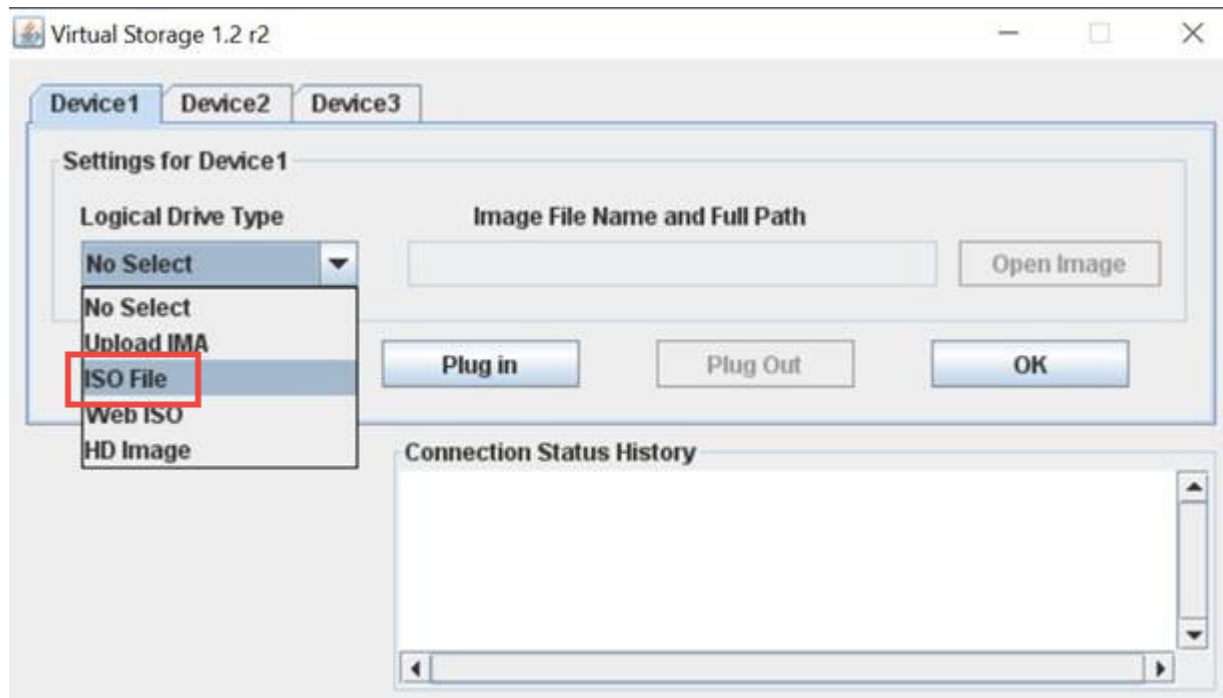 Virtual Storage 1.2 r2
Device1 Device2 Device3
Settings for Device1
Logical Drive Type Image File Name and Full Path
No Select Open Image
No Select
Upload IMA
ISO File
Web ISO
HD Image
Plug in Plug Out OK
Connection Status History